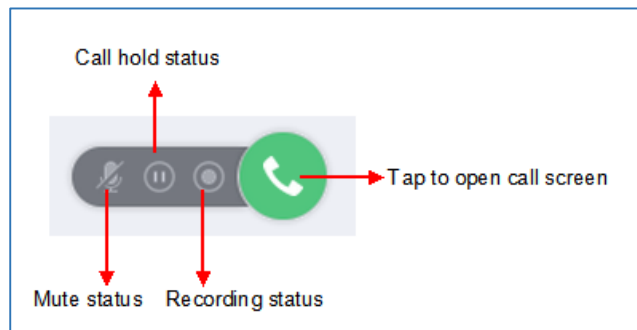 Call hold status
Tap to open call screen
Mute status
Recording status